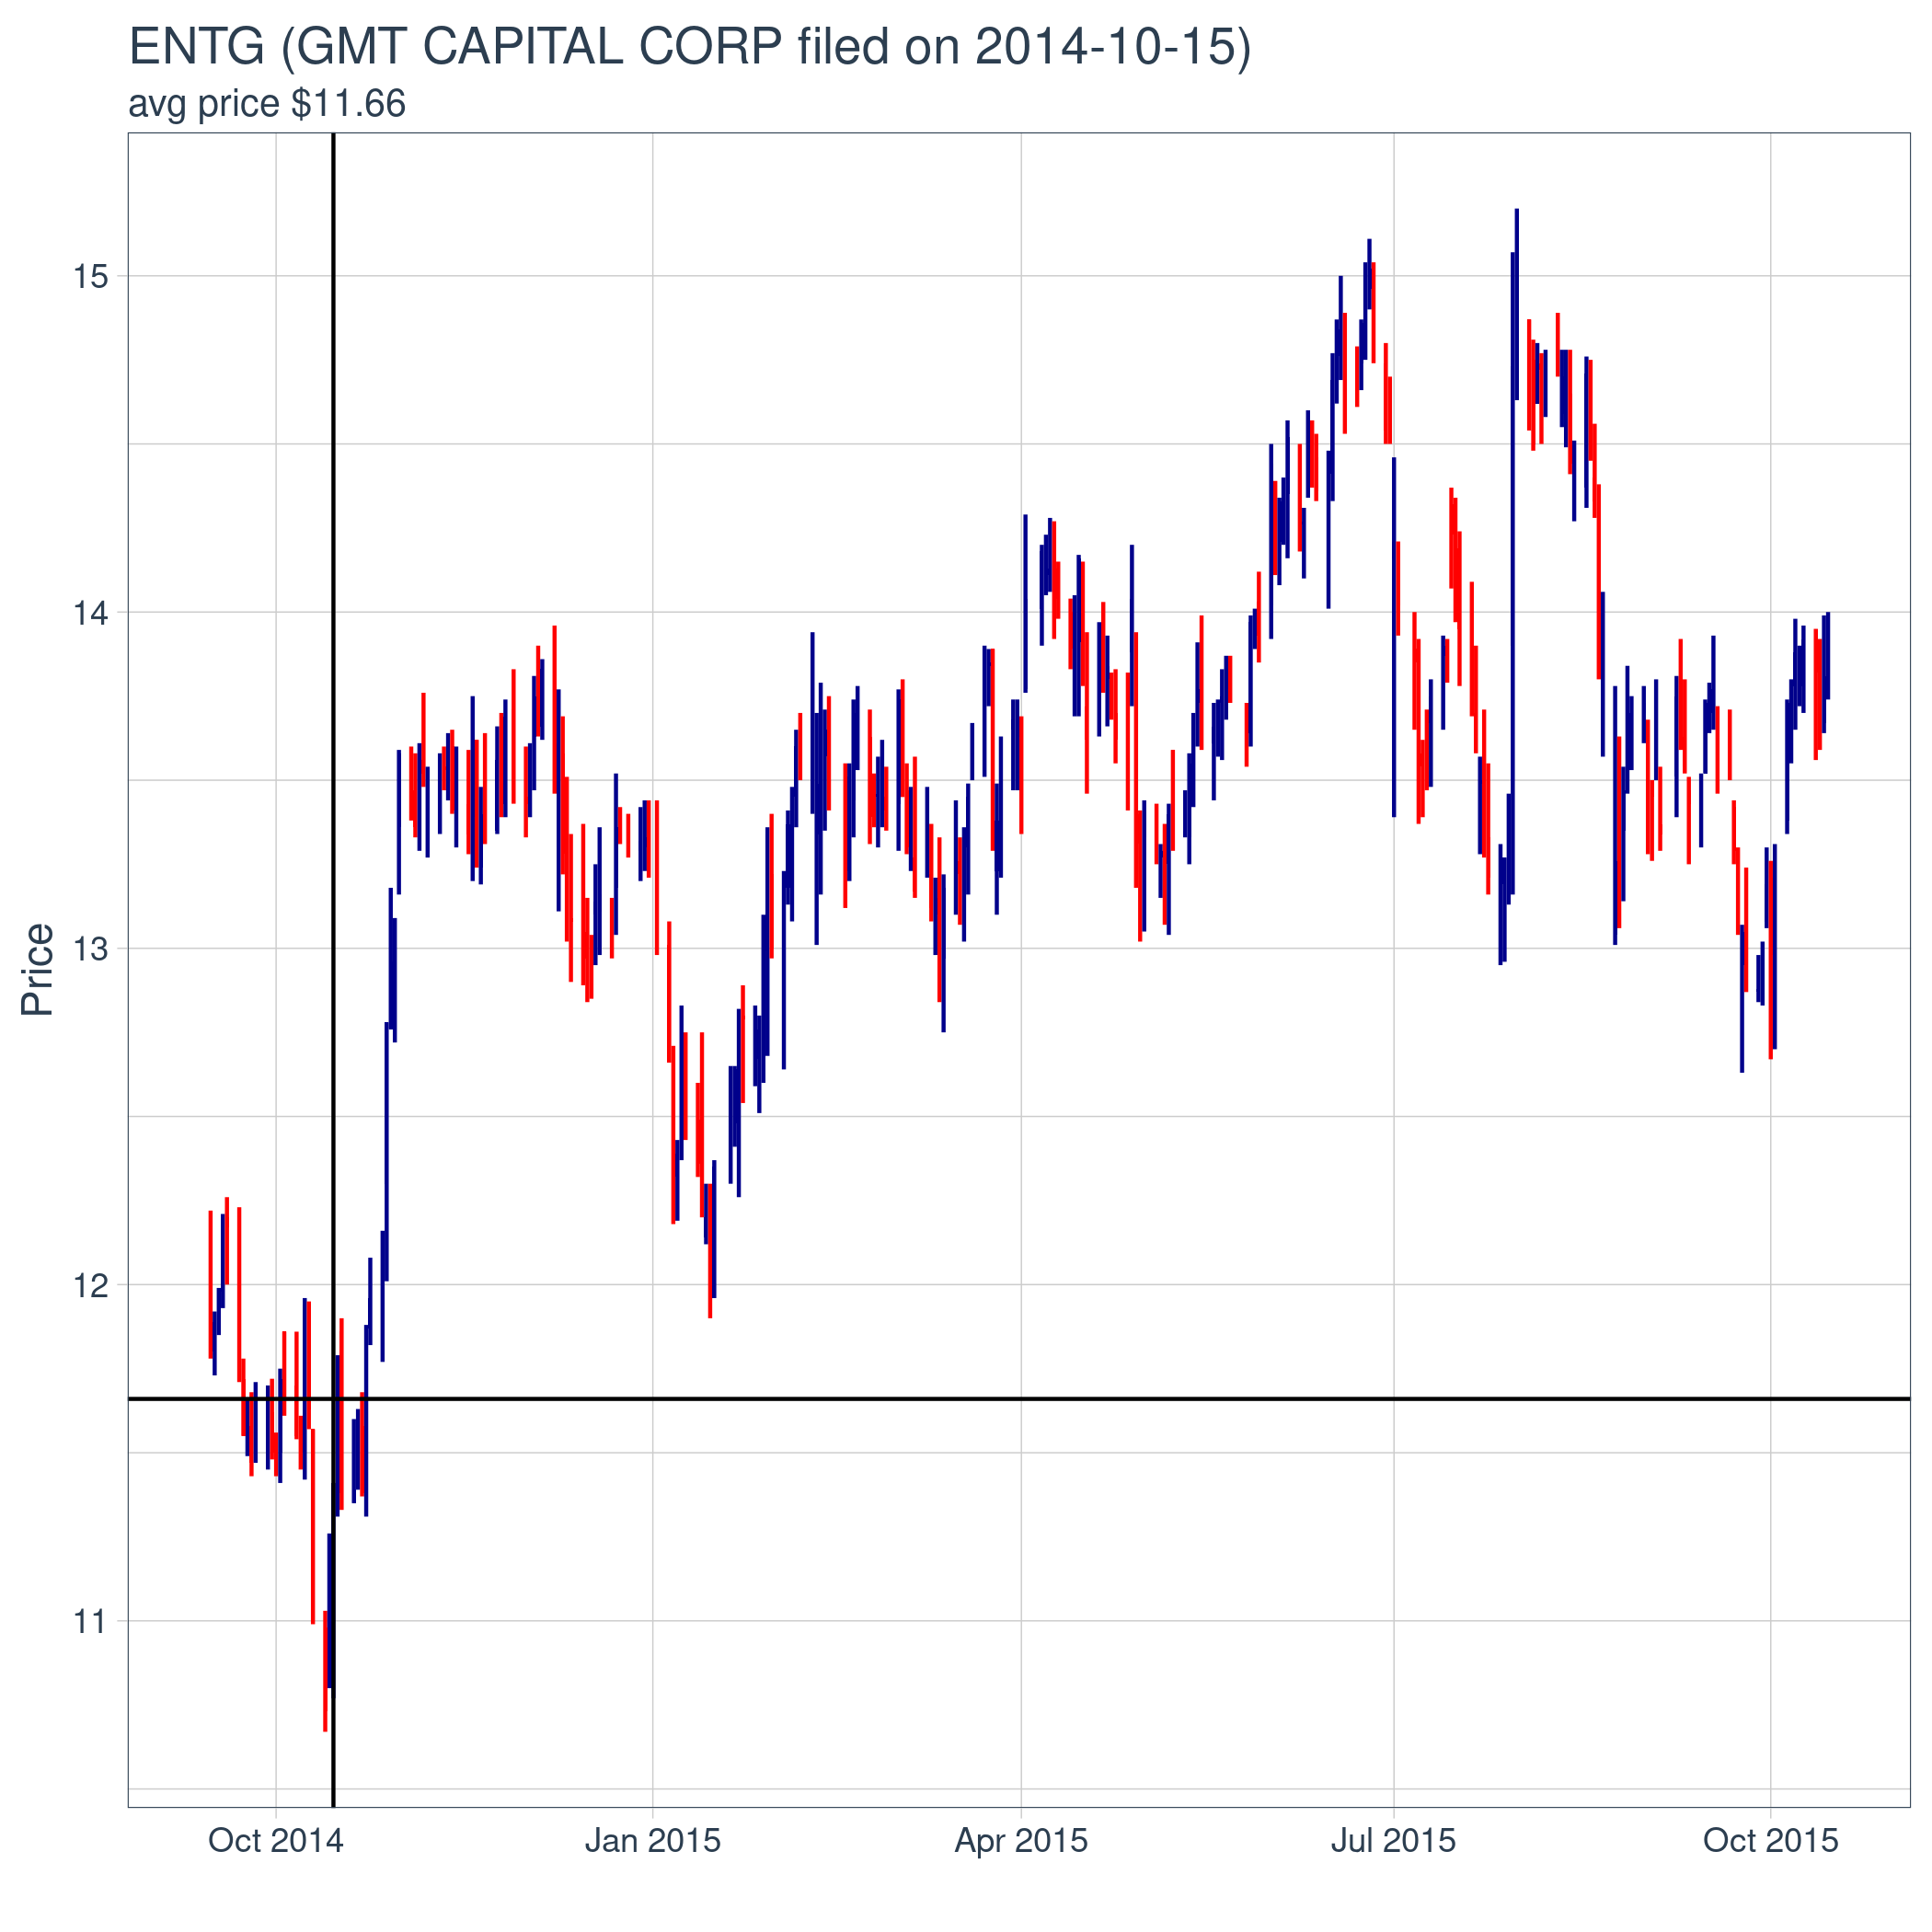 ENTG (GMT CAPITAL CORP filed on 2014-10-15)
avg price $11.66
15
14
13
12
11
Price
Oct 2014
Jan 2015
Apr 2015
Jul 2015
Oct 2015